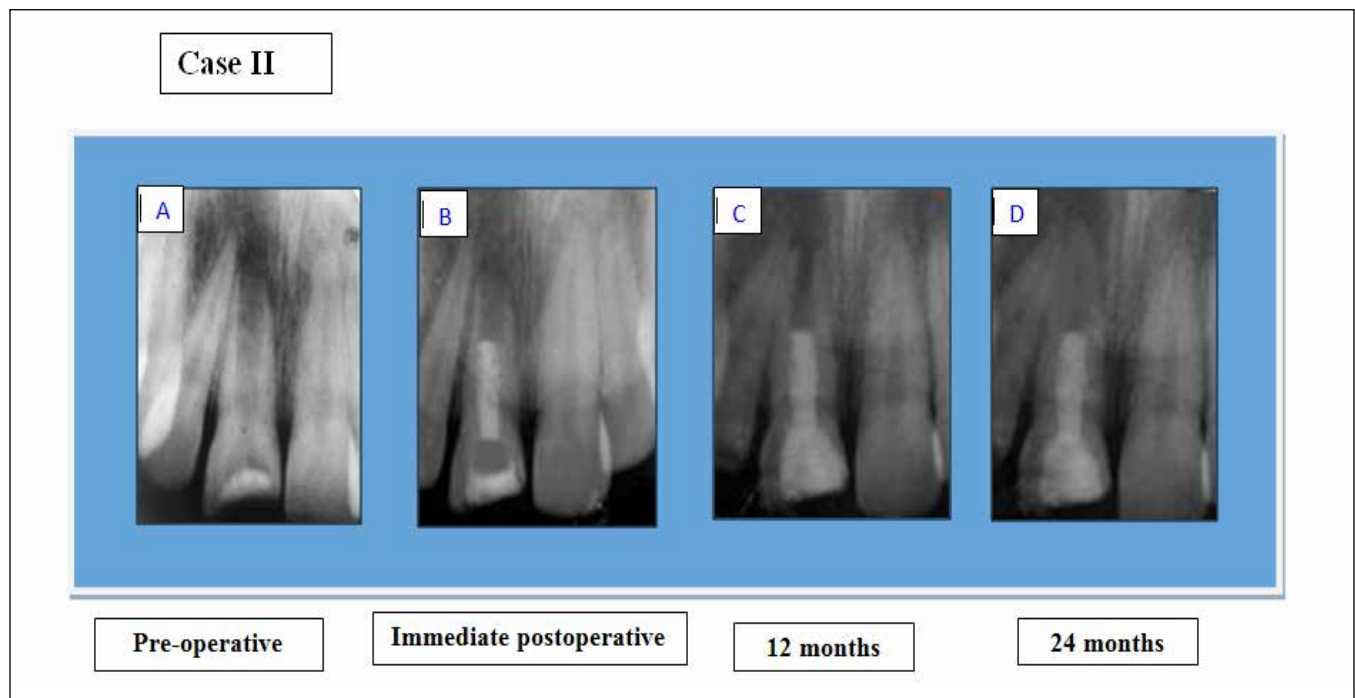 Case II
A
B
C
D
Pre-operative
Immediate postoperative
12 months
24 months